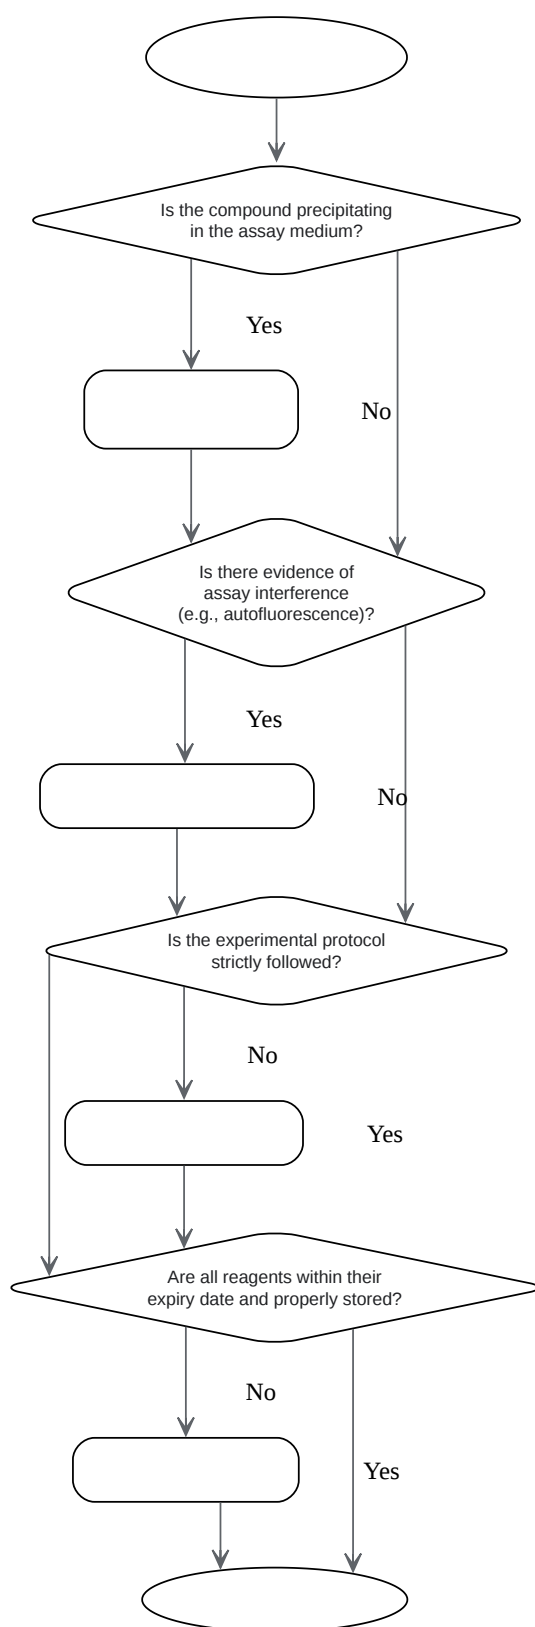 Is the compound precipitating
in the assay medium?
Yes
No
Is there evidence of
assay interference
(e.g., autofluorescence)?
Yes
No
Is the experimental protocol
strictly followed?
No
Yes
Are all reagents within their
expiry date and properly stored?
No
Yes